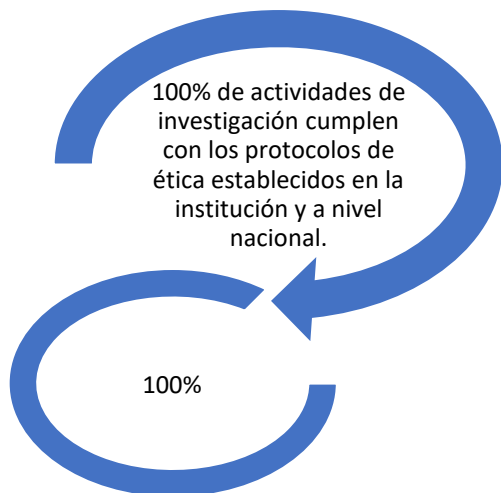 100% de actividades de
investigación cumplen
con los protocolos de
ética establecidos en la
institución y a nivel
nacional.
100%